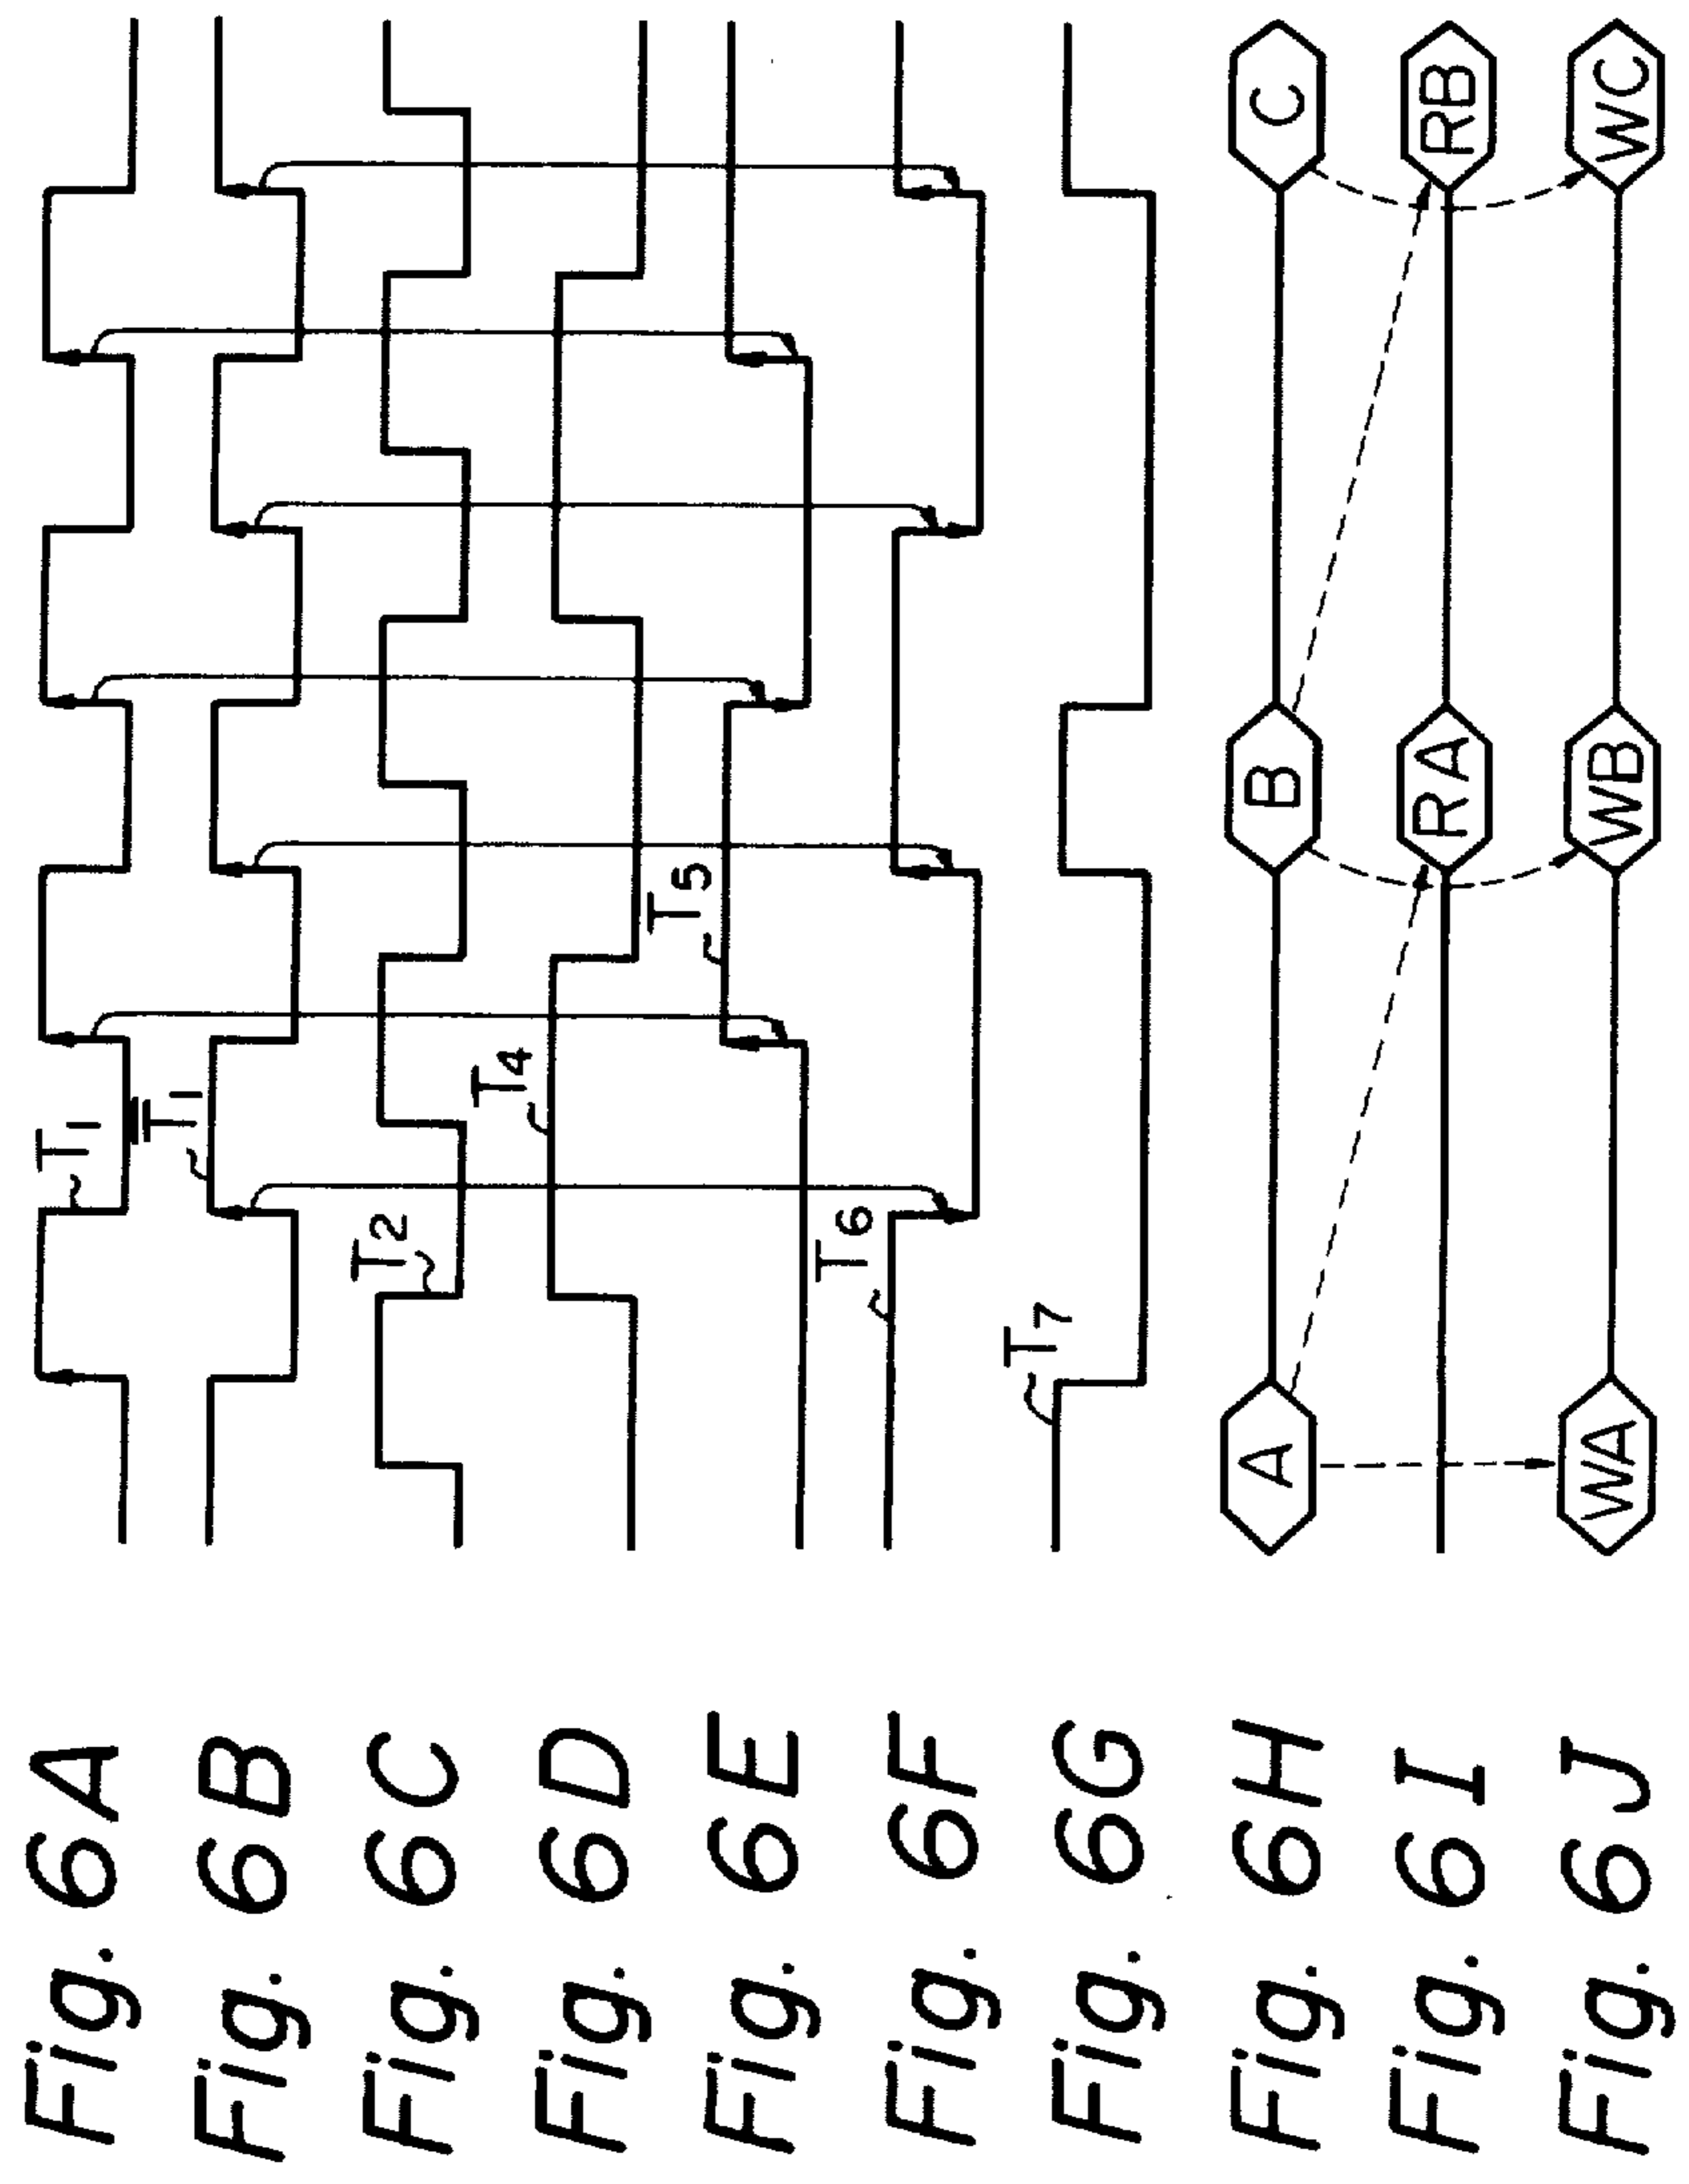 Fig. 6A T1
Fig. 6B T̅1
Fig. 6C T2
Fig. 6D T4
Fig. 6E T5
Fig. 6F T6
Fig. 6G T7
Fig. 6H A B C
Fig. 6I RA RB
Fig. 6J WA WB WC